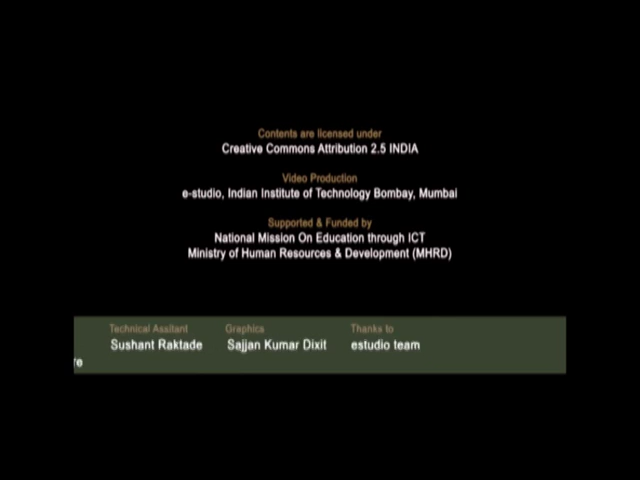 Contents are licensed under
Creative Commons Attribution 2.5 INDIA
Video Production
e-studio, Indian Institute of Technology Bombay, Mumbai
Supported & Funded by
National Mission On Education through ICT
Ministry of Human Resources & Development (MHRD)
Technical Assitant Graphics Thanks to
Sushant Raktade Sajjan Kumar Dixit estudio team
re